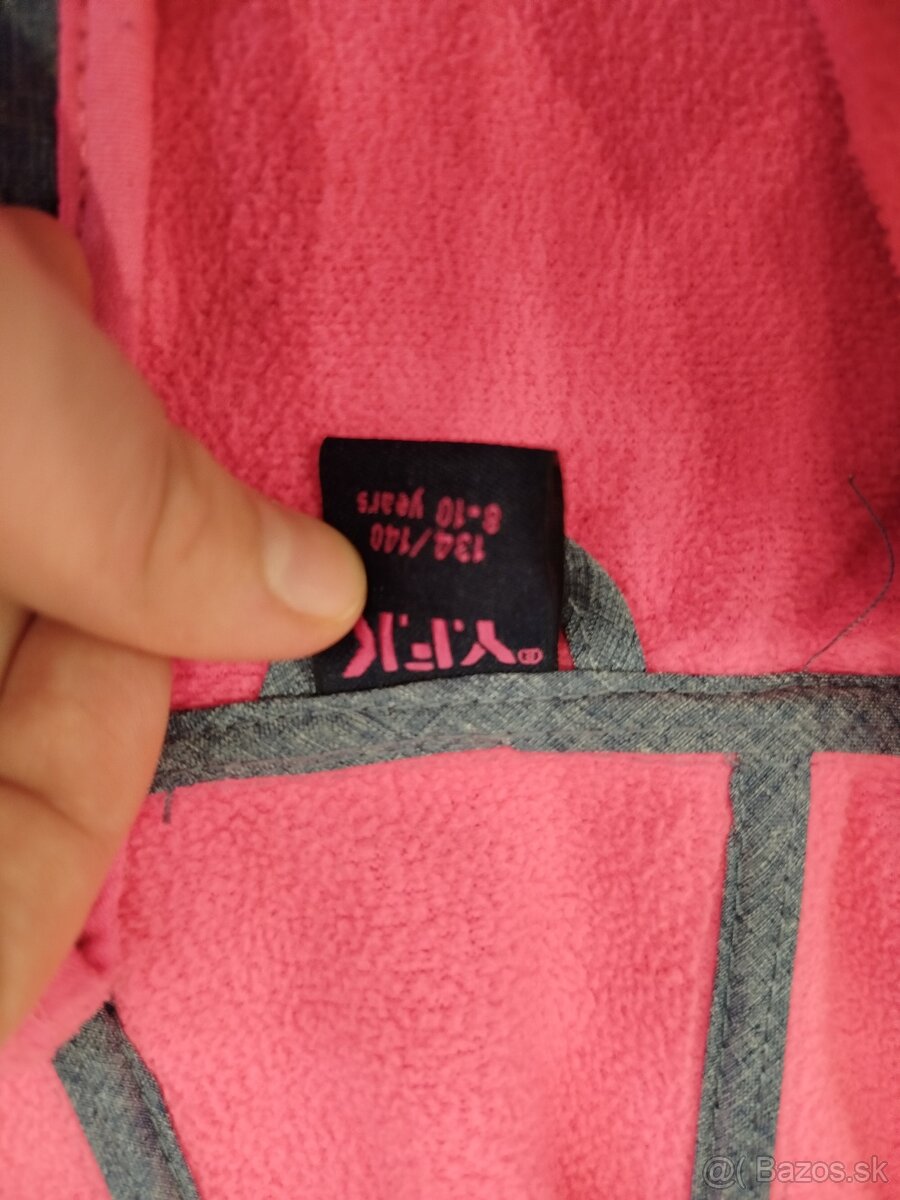 Y.F.K
134/140
8-10 years
@( Bazos.sk